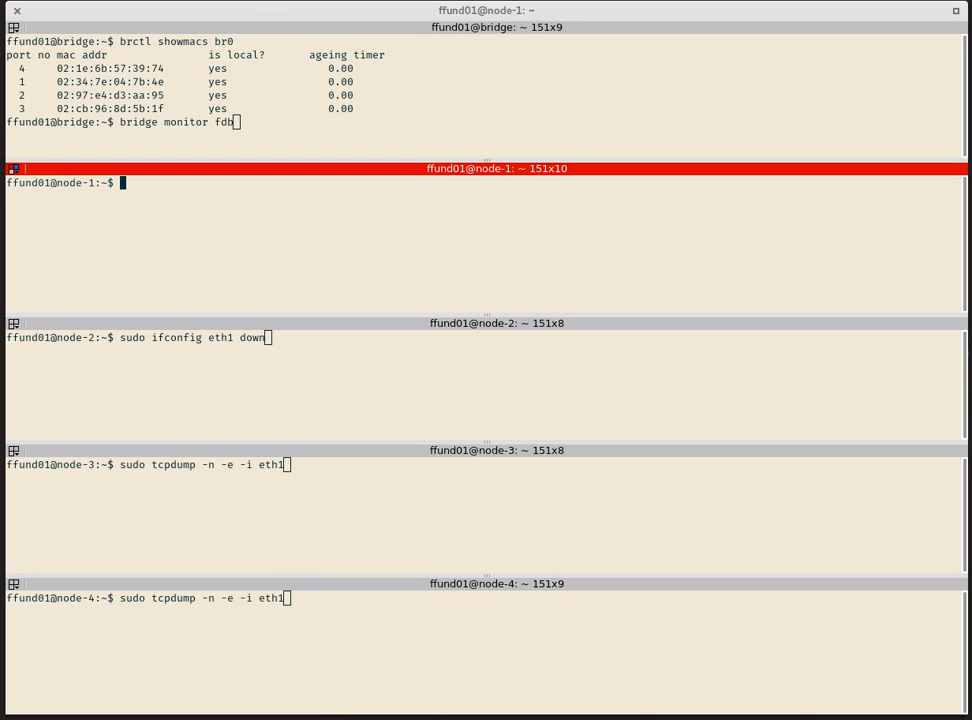 ffund01@node-1: ~
ffund01@bridge: ~ 151x9
ffund01@bridge:~$ brctl showmacs br0
port no mac addr                is local?       ageing timer
  4     02:1e:6b:57:39:74       yes                0.00
  1     02:34:7e:04:7b:4e       yes                0.00
  2     02:97:e4:d3:aa:95       yes                0.00
  3     02:cb:96:8d:5b:1f       yes                0.00
ffund01@bridge:~$ bridge monitor fdb
ffund01@node-1: ~ 151x10
ffund01@node-1:~$
ffund01@node-2: ~ 151x8
ffund01@node-2:~$ sudo ifconfig eth1 down
ffund01@node-3: ~ 151x8
ffund01@node-3:~$ sudo tcpdump -n -e -i eth1
ffund01@node-4: ~ 151x9
ffund01@node-4:~$ sudo tcpdump -n -e -i eth1